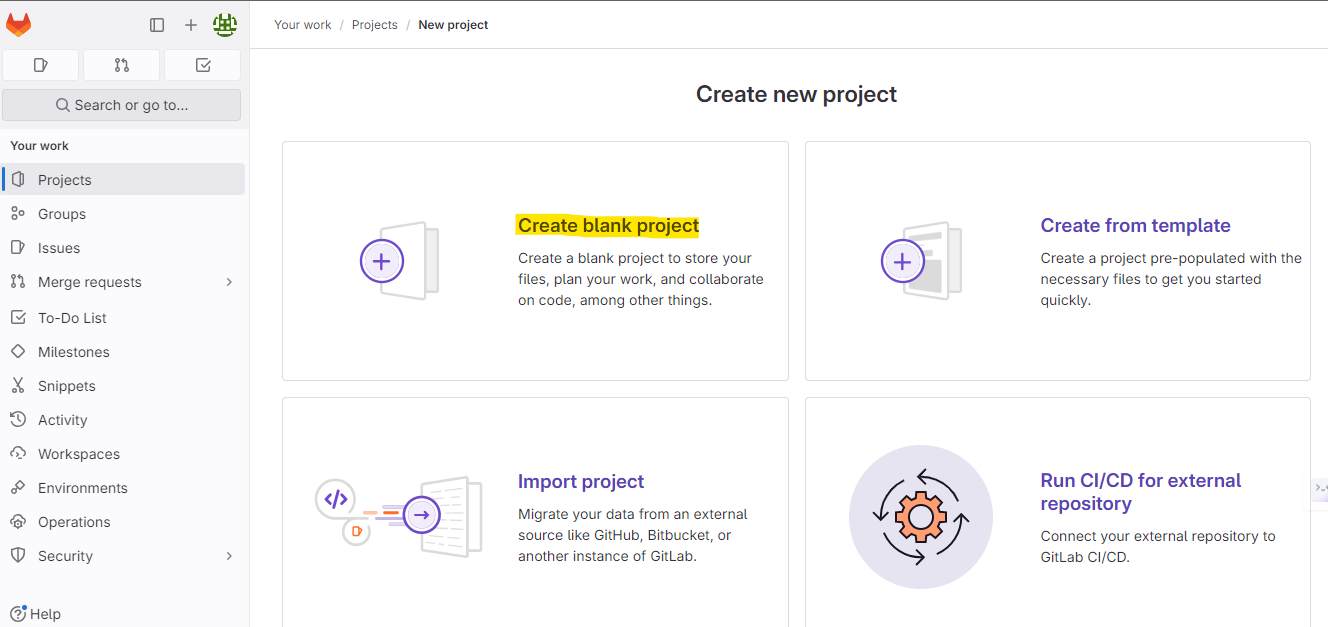 Your work / Projects / New project
Search or go to...
Your work
Projects
Groups
Issues
Merge requests
To-Do List
Milestones
Snippets
Activity
Workspaces
Environments
Operations
Security
Help
Create new project
Create blank project
Create a blank project to store your
files, plan your work, and collaborate
on code, among other things.
Create from template
Create a project pre-populated with the
necessary files to get you started
quickly.
Import project
Migrate your data from an external
source like GitHub, Bitbucket, or
another instance of GitLab.
Run CI/CD for external
repository
Connect your external repository to
GitLab CI/CD.